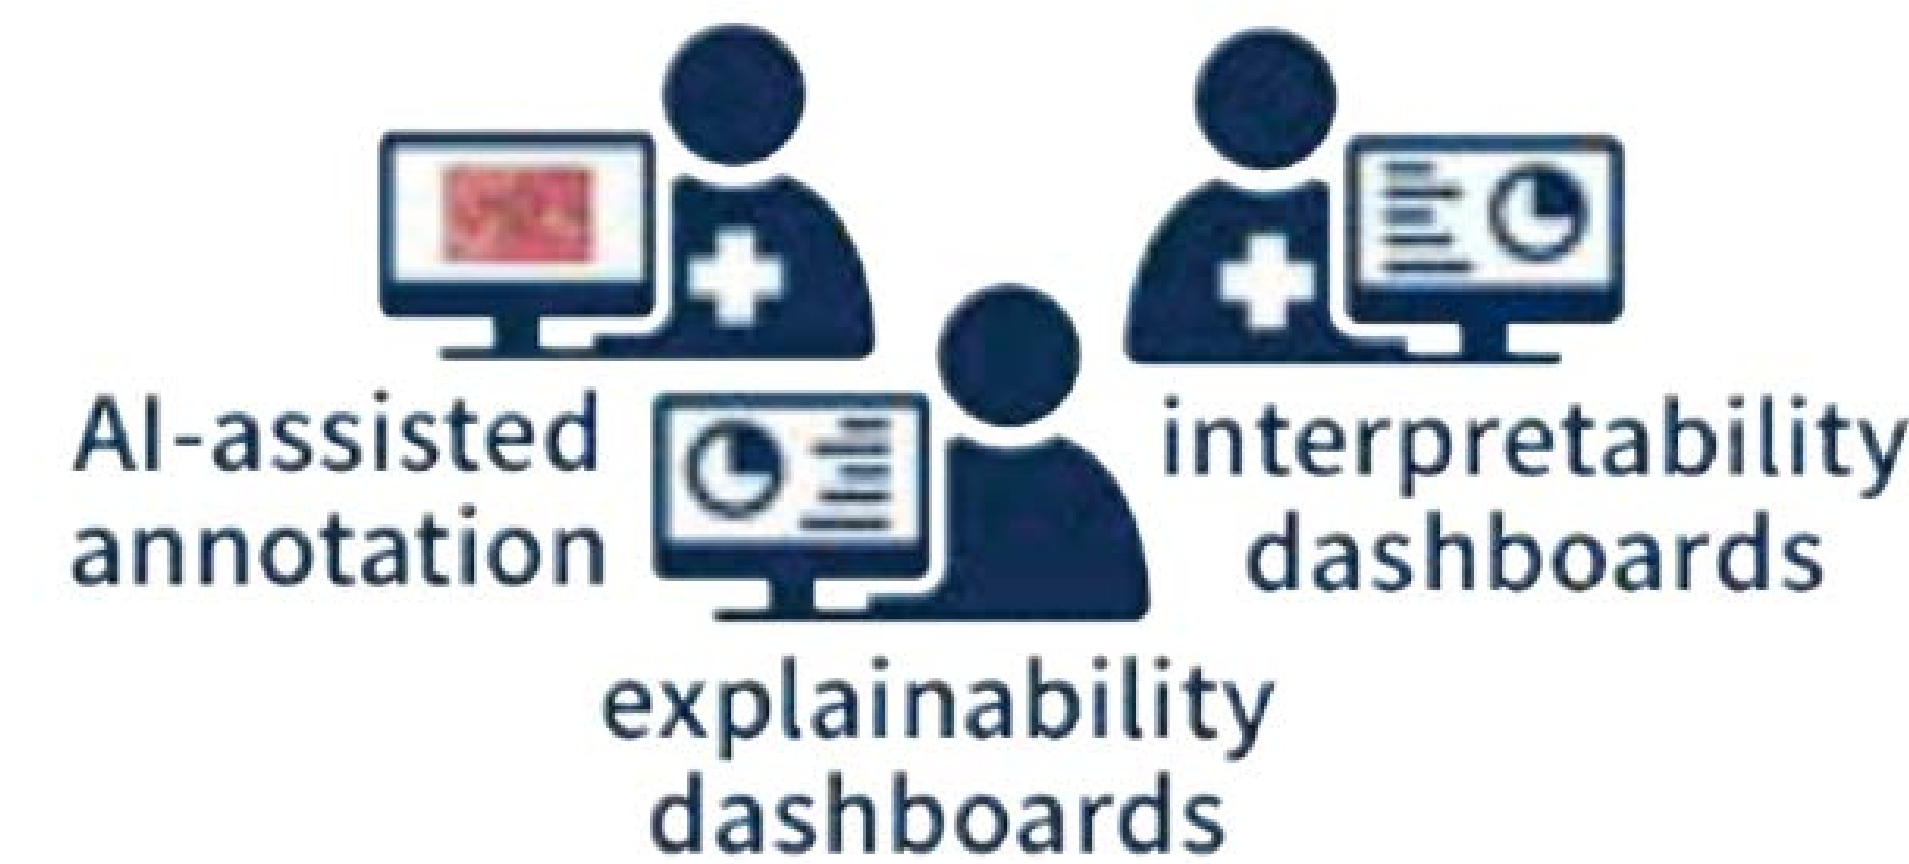 AI-assisted
annotation
interpretability
dashboards
explainability
dashboards